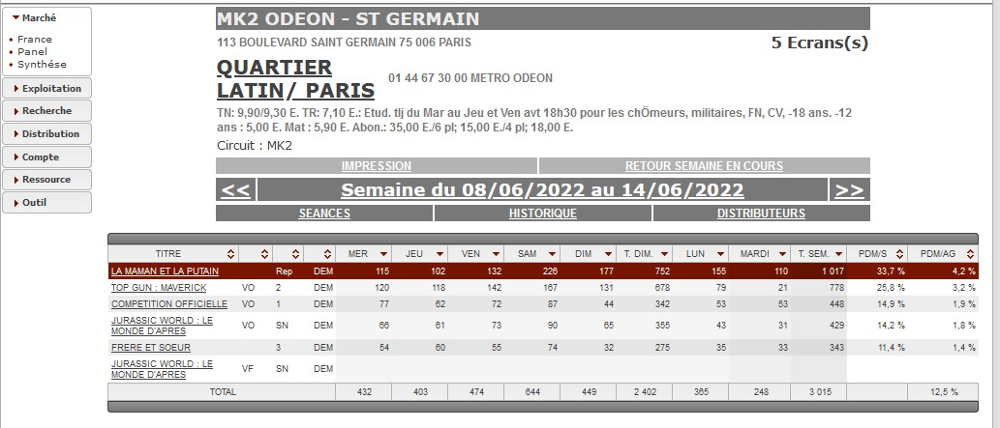 Marché
France
Panel
Synthése
Exploitation
Recherche
Distribution
Compte
Ressource
Outil
MK2 ODEON - ST GERMAIN
113 BOULEVARD SAINT GERMAIN 75 006 PARIS
5 Ecrans(s)
QUARTIER
LATIN/ PARIS
01 44 67 30 00 METRO ODEON
TN: 9,90/9,30 E. TR: 7,10 E.: Etud. tlj du Mar au Jeu et Ven avt 18h30 pour les chÖmeurs, militaires, FN, CV, -18 ans. -12
ans : 5,00 E. Mat : 5,90 E. Abon.: 35,00 E./6 pl; 15,00 E./4 pl; 18,00 E.
Circuit : MK2
IMPRESSION RETOUR SEMAINE EN COURS
<< Semaine du 08/06/2022 au 14/06/2022 >>
SEANCES HISTORIQUE DISTRIBUTEURS
TITRE MER JEU VEN SAM DIM T. DIM. LUN MARDI T. SEM. PDM/S PDM/AG
LA MAMAN ET LA PUTAIN Rep DEM 115 102 132 226 177 752 155 110 1 017 33,7 % 4,2 %
TOP GUN : MAVERICK VO 2 DEM 120 118 142 167 131 678 79 21 778 25,8 % 3,2 %
COMPETITION OFFICIELLE VO 1 DEM 77 62 72 87 44 342 53 53 448 14,9 % 1,9 %
JURASSIC WORLD : LE
MONDE D'APRES VO SN DEM 66 61 73 90 65 355 43 31 429 14,2 % 1,8 %
FRERE ET SOEUR 3 DEM 54 60 55 74 32 275 35 33 343 11,4 % 1,4 %
JURASSIC WORLD : LE
MONDE D'APRES VF SN DEM
TOTAL 432 403 474 644 449 2 402 365 248 3 015 12,5 %